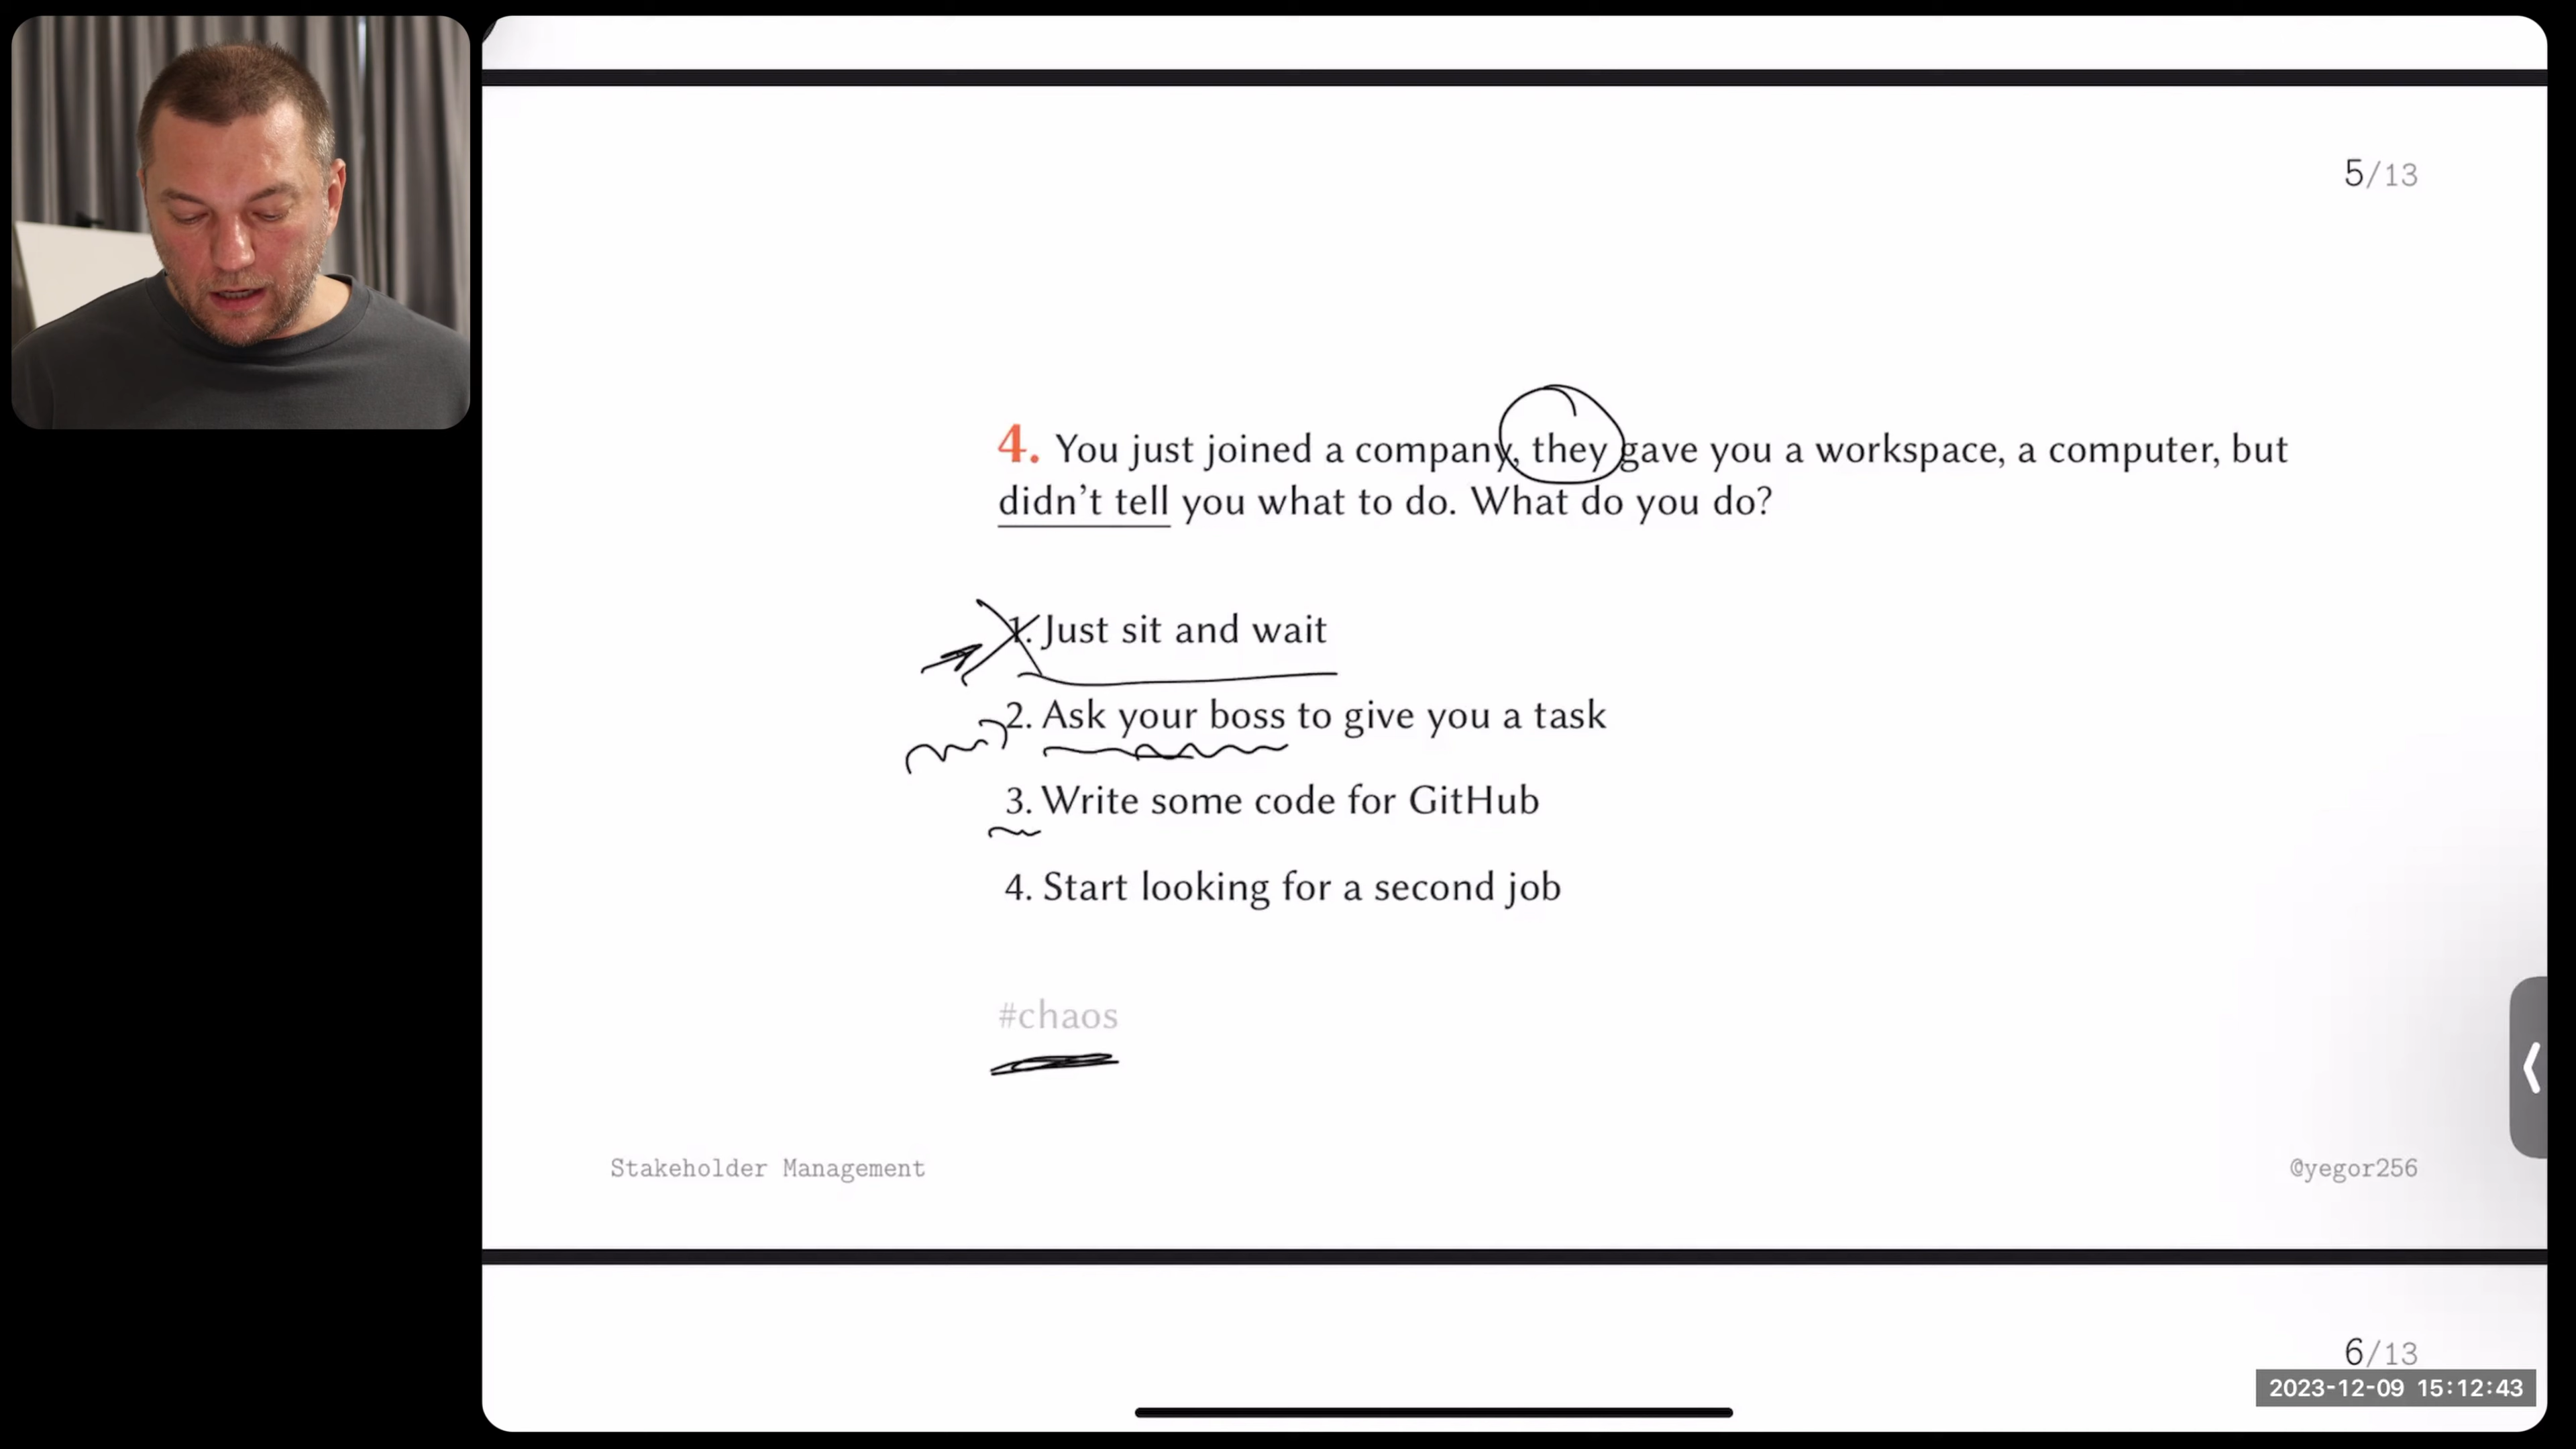 5/13
4. You just joined a company, they gave you a workspace, a computer, but
didn't tell you what to do. What do you do?
1. Just sit and wait
2. Ask your boss to give you a task
3. Write some code for GitHub
4. Start looking for a second job
#chaos
Stakeholder Management
@yegor256
6/13
2023-12-09 15:12:43